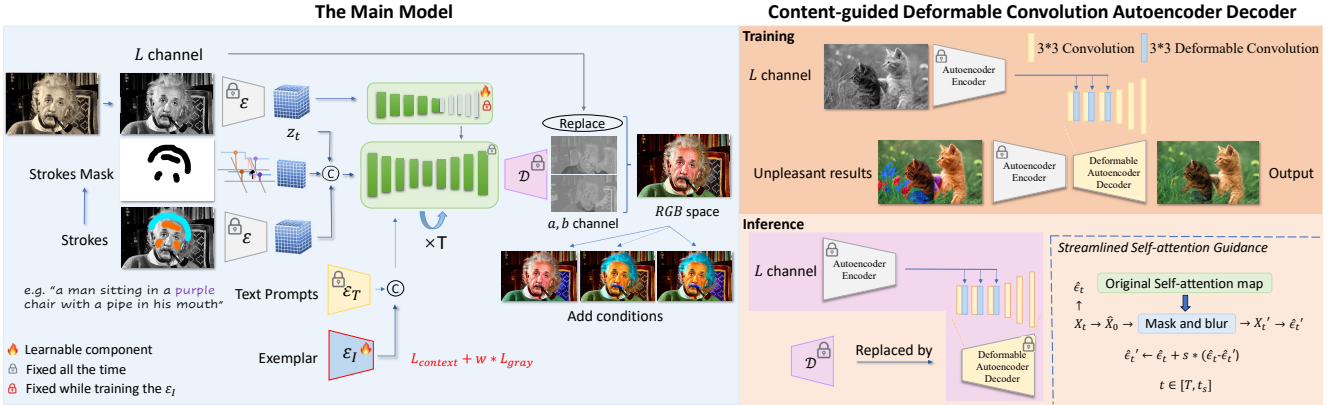 The Main Model
L channel
ℰ
z_t
Strokes Mask
C
Strokes
ℰ
e.g. “a man sitting in a purple
chair with a pipe in his mouth”
Text Prompts
ℰ_T
C
Exemplar
ℰ_I
L_context + w * L_gray
×T
𝒟
Replace
a, b channel
RGB space
Add conditions
Learnable component
Fixed all the time
Fixed while training the ℰ_I
Content-guided Deformable Convolution Autoencoder Decoder
Training
L channel
Autoencoder
Encoder
3*3 Convolution
3*3 Deformable Convolution
Unpleasant results
Autoencoder
Encoder
Deformable
Autoencoder
Decoder
Output
Inference
L channel
Autoencoder
Encoder
𝒟
Replaced by
Deformable
Autoencoder
Decoder
Streamlined Self-attention Guidance
ϵ̂_t
Original Self-attention map
↑
X_t → X̂_0 → Mask and blur → X_t′ → ϵ̂_t′
ϵ̂_t′ ← ϵ̂_t + s * (ϵ̂_t-ϵ̂_t′)
t ∈ [T, t_s]